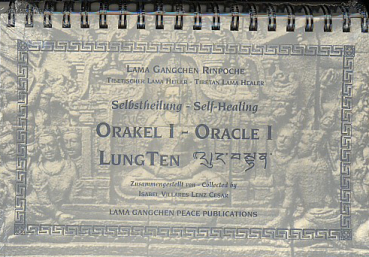 LAMA GANGCHEN RINPOCHE
TIBETISCHER LAMA HEILER - TIBETAN LAMA HEALER
Selbstheilung - Self-Healing
ORAKEL I - ORACLE I
LUNGTEN ལུང་བསྟན
Zusammengestellt von - Collected by
ISABEL VILLARES LENZ CESAR
LAMA GANGCHEN PEACE PUBLICATIONS